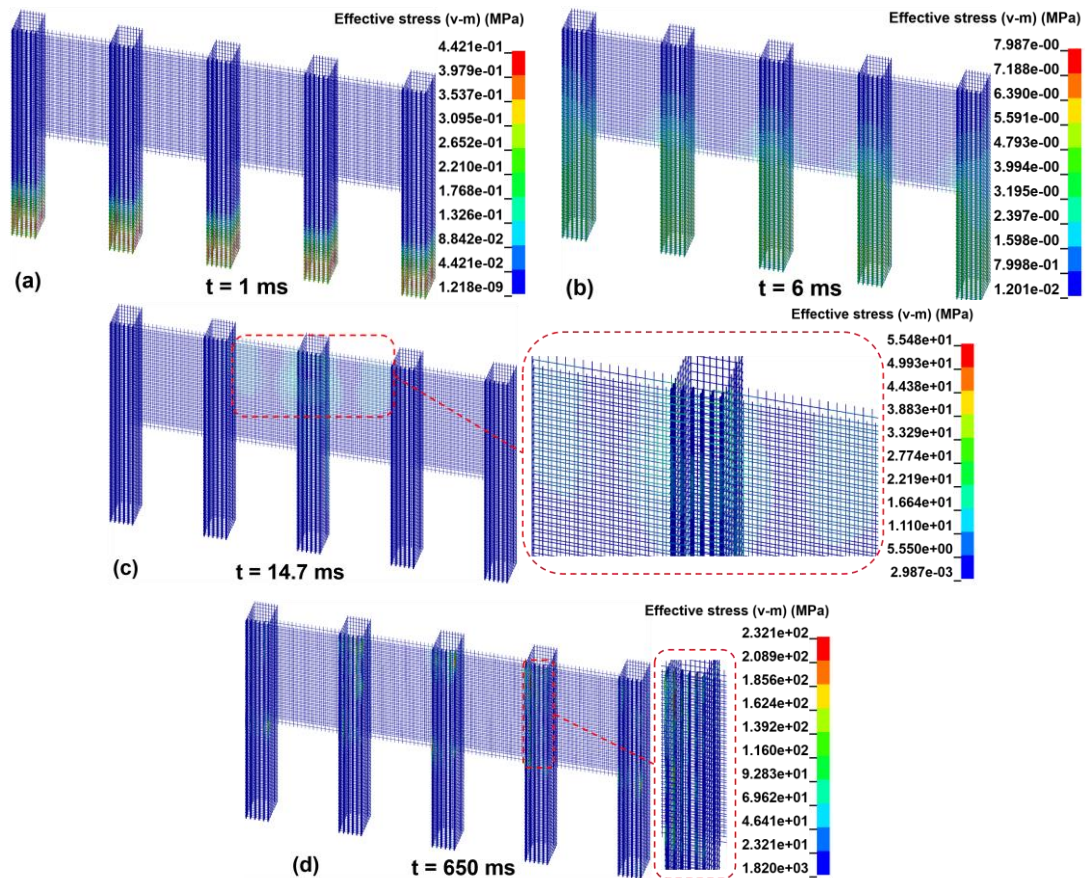 Effective stress (v-m) (MPa)
4.421e-01
3.979e-01
3.537e-01
3.095e-01
2.652e-01
2.210e-01
1.768e-01
1.326e-01
8.842e-02
4.421e-02
1.218e-09
(a)
t = 1 ms
Effective stress (v-m) (MPa)
7.987e-00
7.188e-00
6.390e-00
5.591e-00
4.793e-00
3.994e-00
3.195e-00
2.397e-00
1.598e-00
7.998e-01
1.201e-02
(b)
t = 6 ms
Effective stress (v-m) (MPa)
5.548e+01
4.993e+01
4.438e+01
3.883e+01
3.329e+01
2.774e+01
2.219e+01
1.664e+01
1.110e+01
5.550e+00
2.987e-03
(c)
t = 14.7 ms
Effective stress (v-m) (MPa)
2.321e+02
2.089e+02
1.856e+02
1.624e+02
1.392e+02
1.160e+02
9.283e+01
6.962e+01
4.641e+01
2.321e+01
1.820e+03
(d)
t = 650 ms